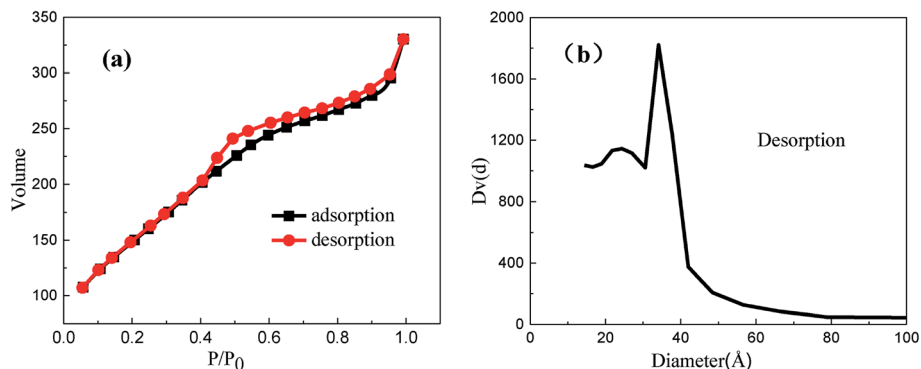 (a)
350
300
250
200
150
100
Volume
adsorption
desorption
0.0 0.2 0.4 0.6 0.8 1.0
P/P0
(b)
1800
1600
1200
800
400
0
Dv(d)
Desorption
0 20 40 60 80 100
Diameter(Å)